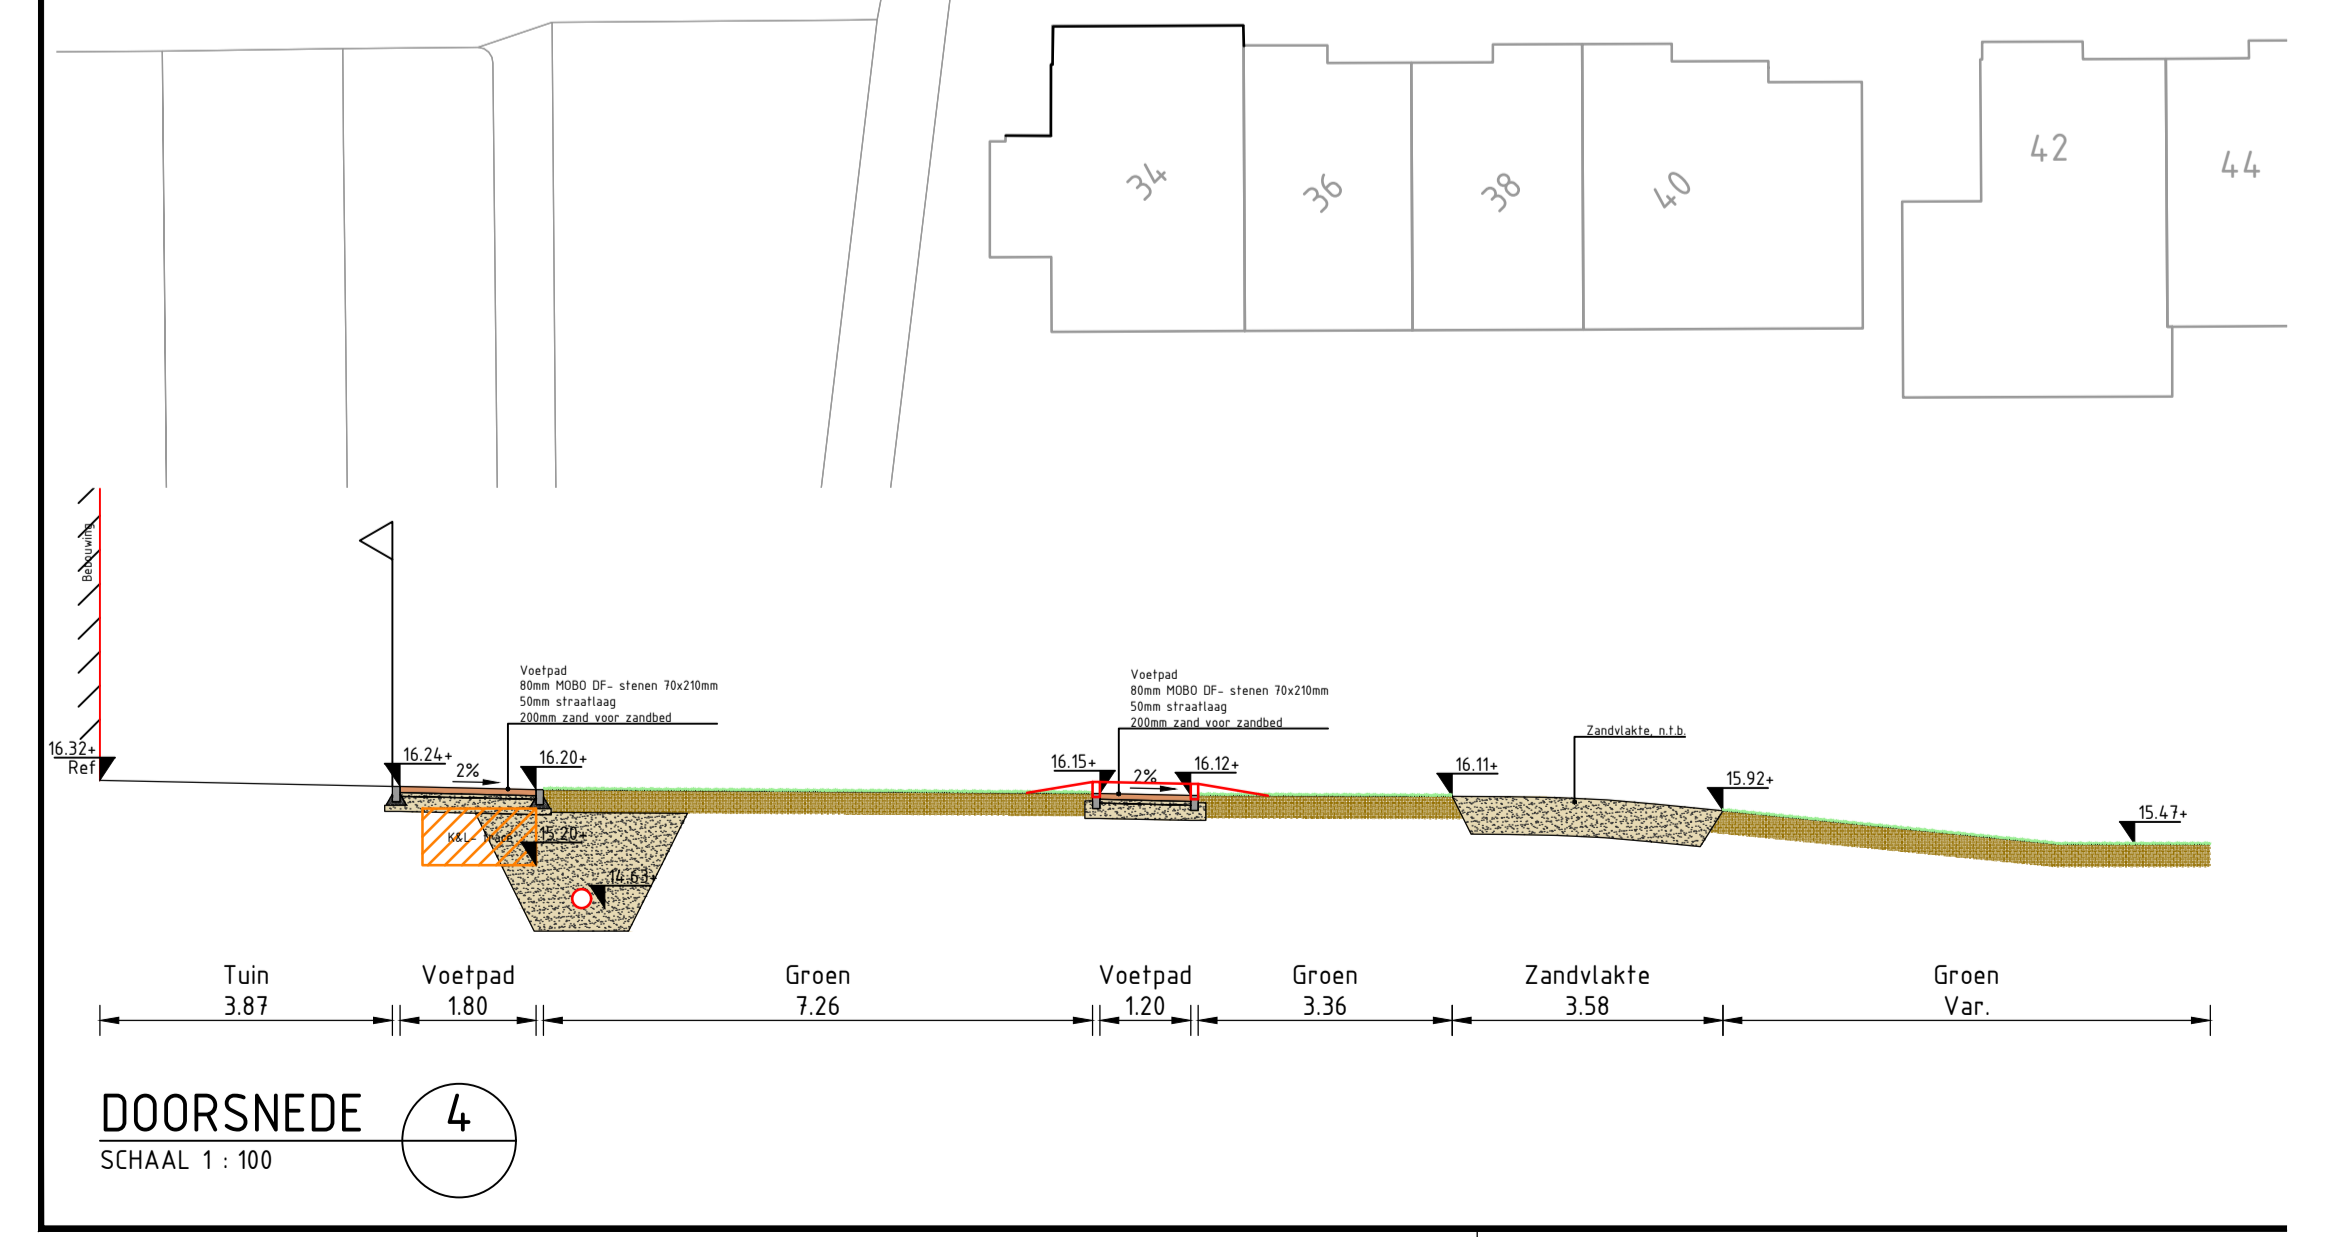 34
36
38
40
42
44
Bebouwing
Voetpad
80mm MOBO DF- stenen 70x210mm
50mm straatlaag
200mm zand voor zandbed
Voetpad
80mm MOBO DF- stenen 70x210mm
50mm straatlaag
200mm zand voor zandbed
Zandvlakte, n.t.b.
16.32+
Ref
16.24+
2%
16.20+
16.15+
2%
16.12+
16.11+
15.92+
15.47+
K&L- Trace
15.20+
14.63+
Tuin
3.87
Voetpad
1.80
Groen
7.26
Voetpad
1.20
Groen
3.36
Zandvlakte
3.58
Groen
Var.
DOORSNEDE
4
SCHAAL 1 : 100